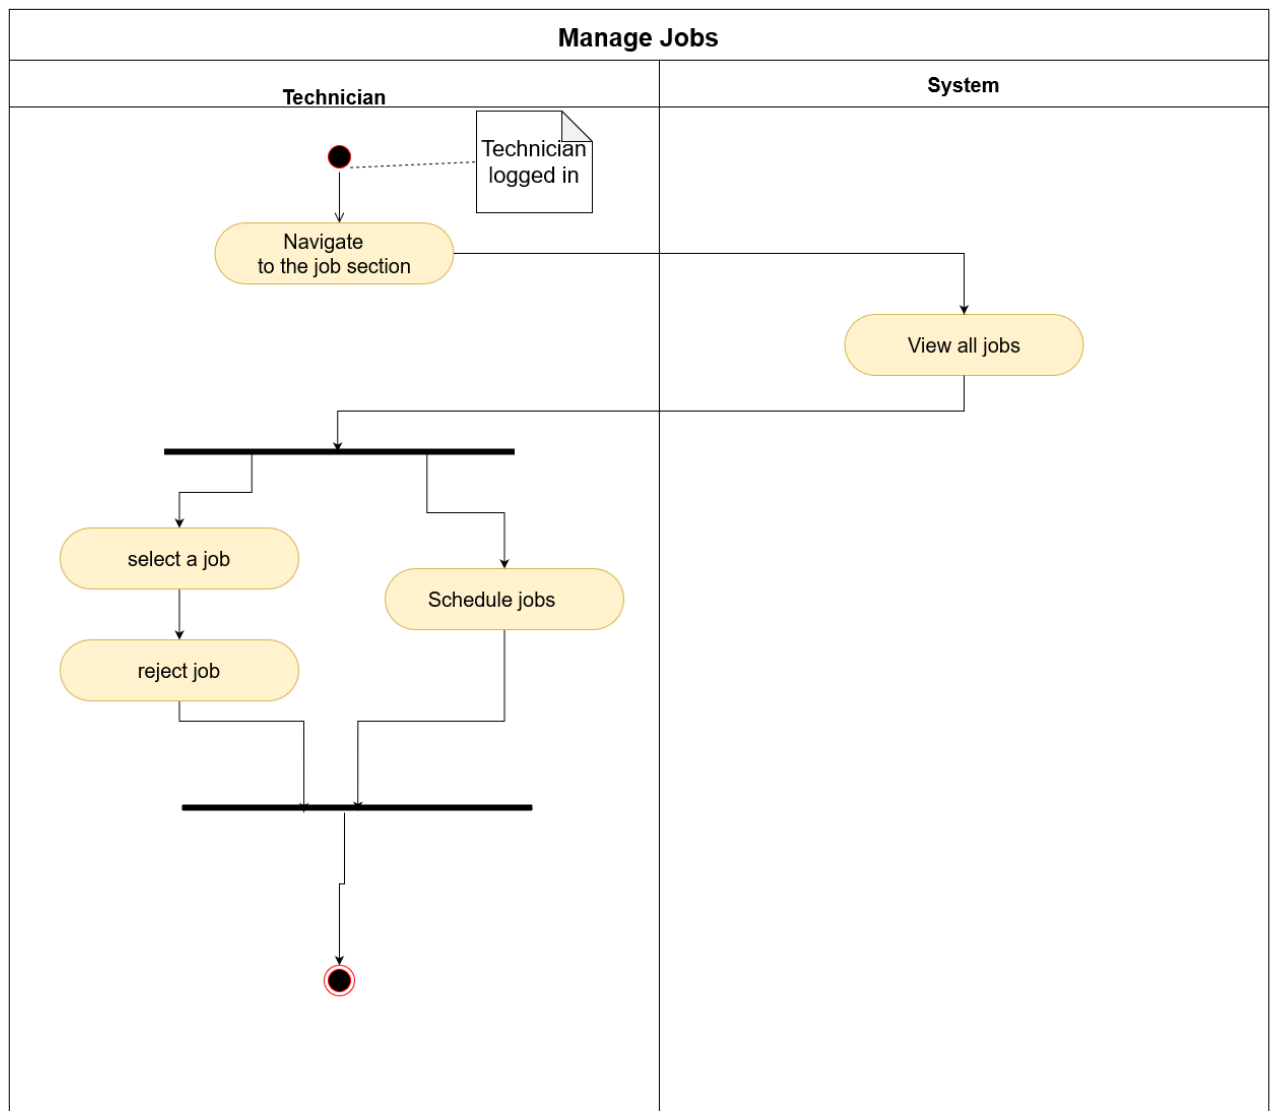 Manage Jobs
Technician
System
Technician
logged in
Navigate
to the job section
View all jobs
select a job
Schedule jobs
reject job